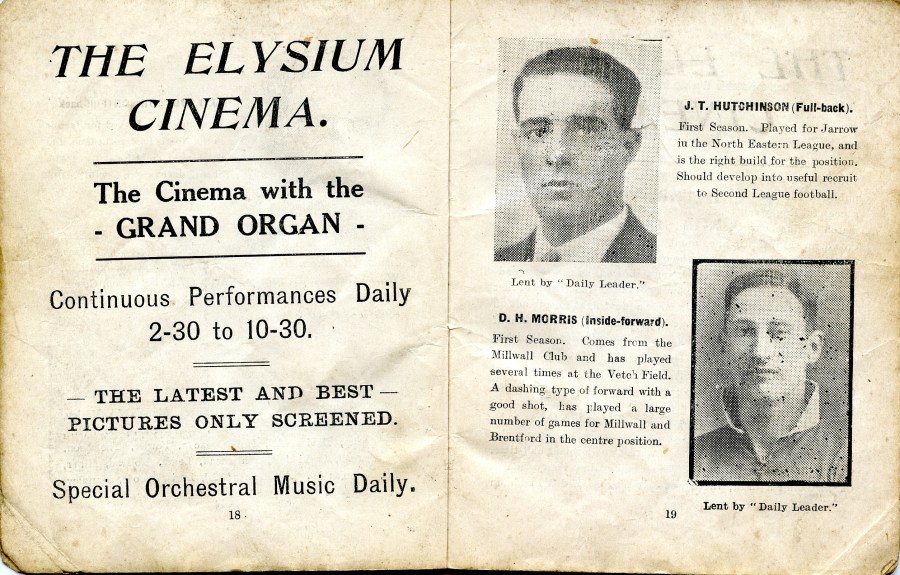 THE ELYSIUM
CINEMA.
The Cinema with the
- GRAND ORGAN -
Continuous Performances Daily
2-30 to 10-30.
— THE LATEST AND BEST —
PICTURES ONLY SCREENED.
Special Orchestral Music Daily.
18
J. T. HUTCHINSON (Full-back).
First Season. Played for Jarrow
in the North Eastern League, and
is the right build for the position.
Should develop into useful recruit
to Second League football.
Lent by "Daily Leader."
D. H. MORRIS (Inside-forward).
First Season. Comes from the
Millwall Club and has played
several times at the Vetch Field.
A dashing type of forward with a
good shot, has played a large
number of games for Millwall and
Brentford in the centre position.
Lent by "Daily Leader."
19